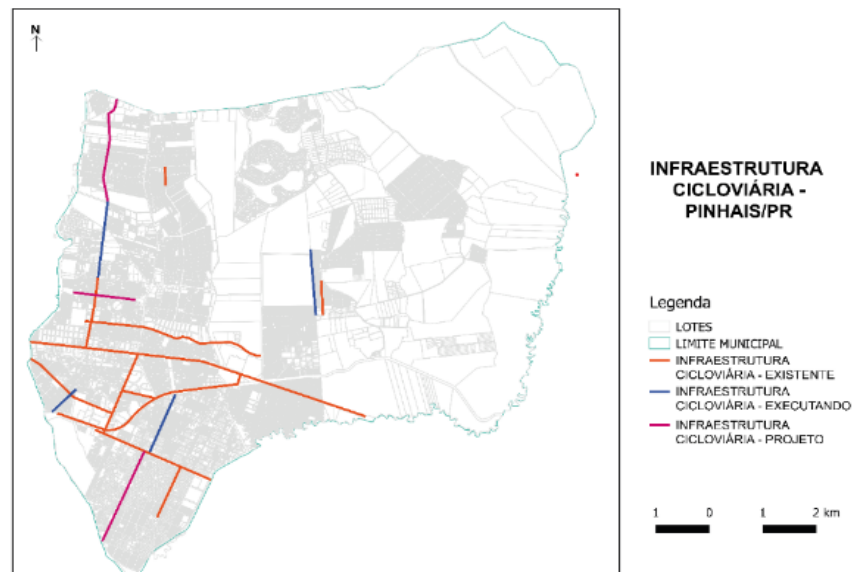 N
INFRAESTRUTURA
CICLOVIÁRIA -
PINHAIS/PR
Legenda
LOTES
LIMITE MUNICIPAL
INFRAESTRUTURA
CICLOVIÁRIA - EXISTENTE
INFRAESTRUTURA
CICLOVIÁRIA - EXECUTANDO
INFRAESTRUTURA
CICLOVIÁRIA - PROJETO
1 0 1 2 km